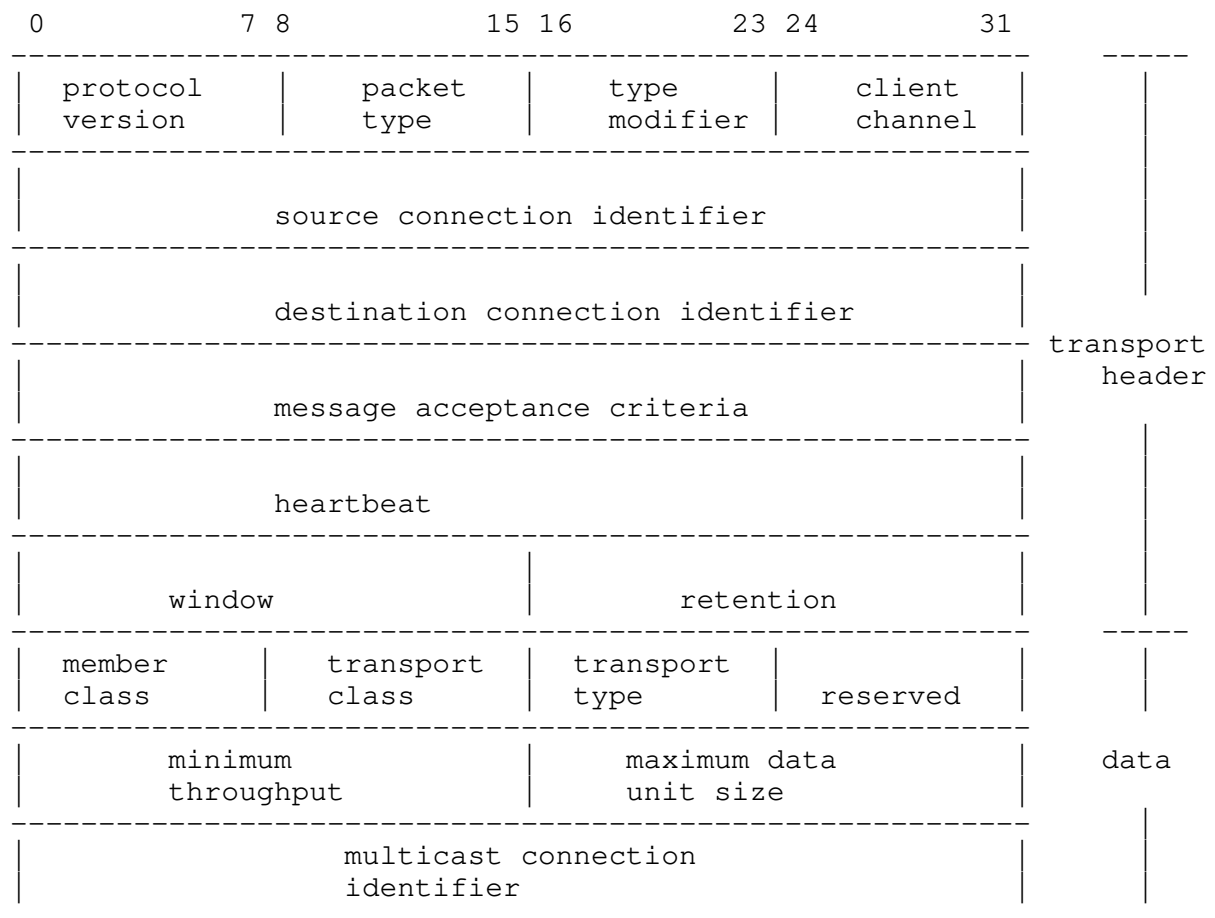 0 7 8 15 16 23 24 31
protocol packet type client
version type modifier channel
source connection identifier
destination connection identifier
transport
header
message acceptance criteria
heartbeat
window retention
member transport transport
class class type reserved
minimum maximum data data
throughput unit size
multicast connection
identifier